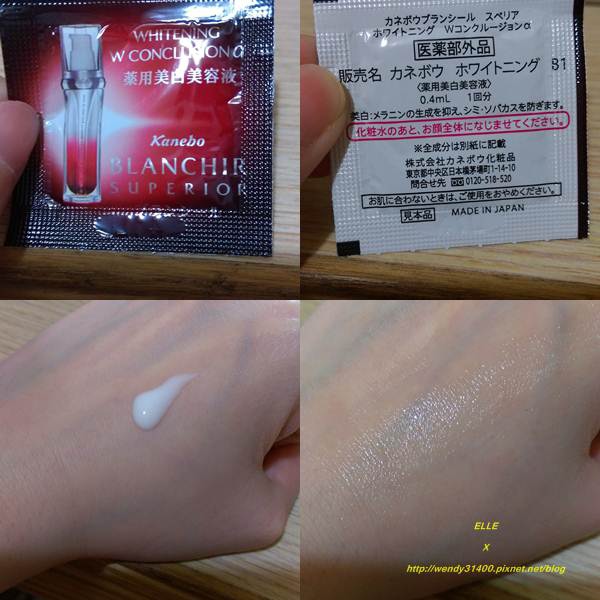 WHITENING
W CONCLUSION α
薬用美白美容液
Kanebo
BLANCHIR
SUPERIOR
カネボウブランシール スペリア
ホワイトニング Wコンクルージョンα
医薬部外品
販売名 カネボウ ホワイトニング B1
〈薬用美白美容液〉
0.4mL 1回分
美白:メラニンの生成を抑え、シミ・ソバカスを防ぎます。
化粧水のあと、お顔全体になじませてください。
※全成分は別紙に記載
株式会社カネボウ化粧品
東京都中央区日本橋茅場町1-14-10
問合せ先 0120-518-520
お肌に合わないときは、ご使用をおやめください。
見本品 MADE IN JAPAN
ELLE
X
http://wendy31400.pixnet.net/blog